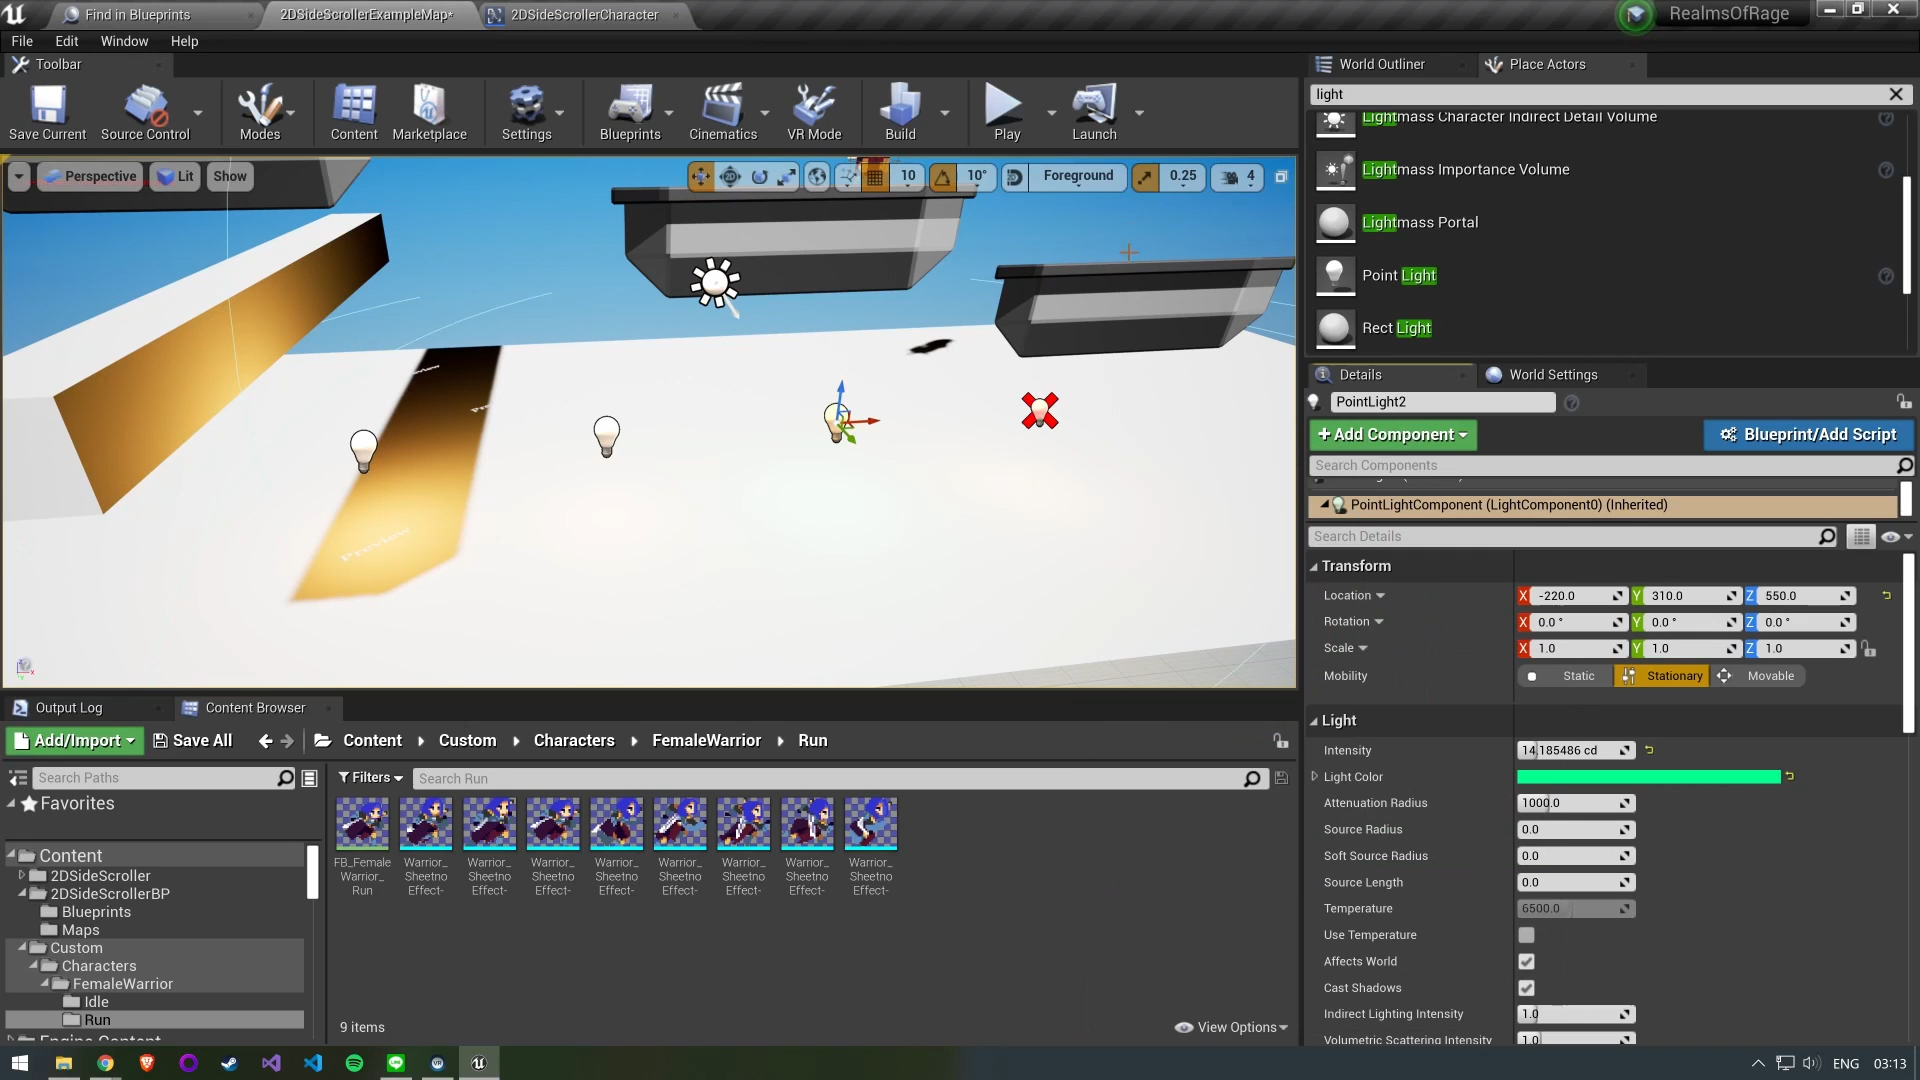 Find in Blueprints
2DSideScrollerExampleMap*
2DSideScrollerCharacter
RealmsOfRage
File Edit Window Help
Toolbar
Save Current
Source Control
Modes
Content
Marketplace
Settings
Blueprints
Cinematics
VR Mode
Build
Play
Launch
Perspective
Lit
Show
10
10°
Foreground
0.25
4
Preview
World Outliner
Place Actors
light
Lightmass Character Indirect Detail Volume
Lightmass Importance Volume
Lightmass Portal
Point Light
Rect Light
Details
World Settings
PointLight2
+ Add Component
Blueprint/Add Script
Search Components
PointLightComponent (LightComponent0) (Inherited)
Search Details
Transform
Location X -220.0 Y 310.0 Z 550.0
Rotation X 0.0 ° Y 0.0 ° Z 0.0 °
Scale X 1.0 Y 1.0 Z 1.0
Mobility Static Stationary Movable
Light
Intensity 14.185486 cd
Light Color
Attenuation Radius 1000.0
Source Radius 0.0
Soft Source Radius 0.0
Source Length 0.0
Temperature 6500.0
Use Temperature
Affects World
Cast Shadows
Indirect Lighting Intensity 1.0
Volumetric Scattering Intensity 1.0
Output Log
Content Browser
Add/Import
Save All
Content
Custom
Characters
FemaleWarrior
Run
Search Paths
Filters
Search Run
Favorites
Content
2DSideScroller
2DSideScrollerBP
Blueprints
Maps
Custom
Characters
FemaleWarrior
Idle
Run
Engine Content
FB_Female
Warrior_
Run
Warrior_
Sheetno
Effect-
Warrior_
Sheetno
Effect-
Warrior_
Sheetno
Effect-
Warrior_
Sheetno
Effect-
Warrior_
Sheetno
Effect-
Warrior_
Sheetno
Effect-
Warrior_
Sheetno
Effect-
Warrior_
Sheetno
Effect-
9 items
View Options
ENG
03:13